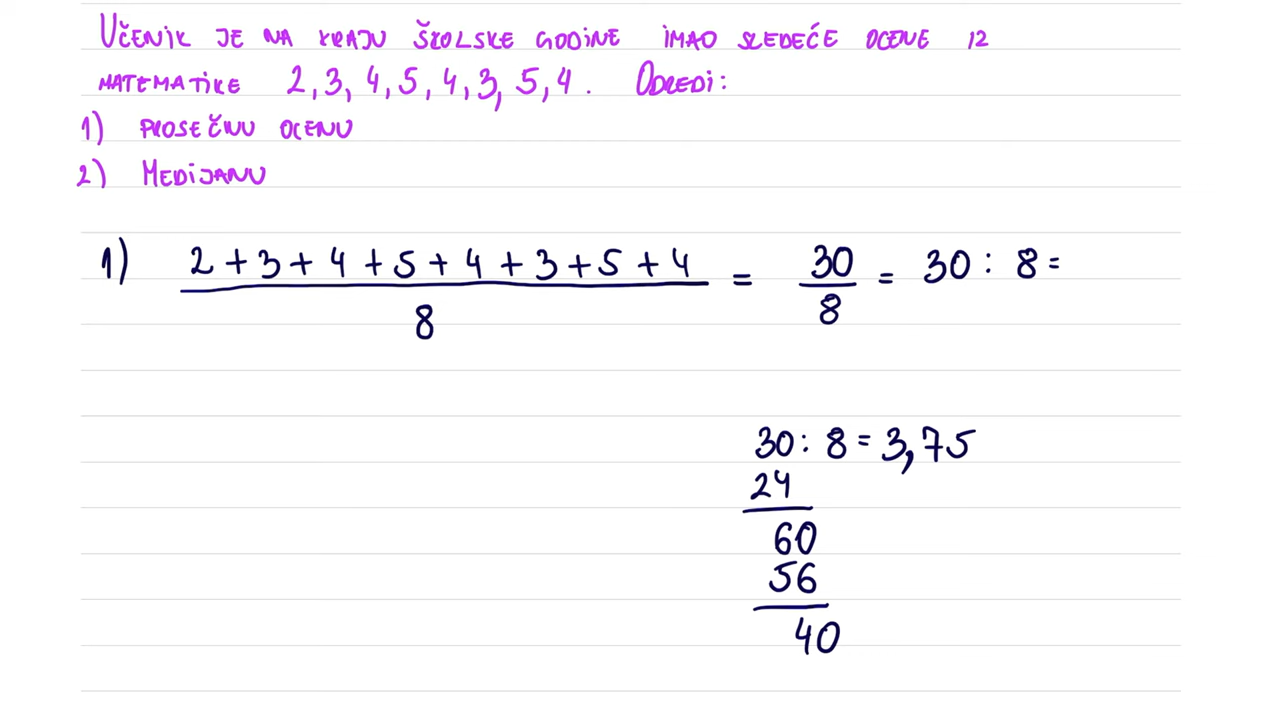 Učenik je na kraju školske godine imao sledeće ocene iz
matematike 2, 3, 4, 5, 4, 3, 5, 4. Odredi:
1) prosečnu ocenu
2) Medijanu
1) 2 + 3 + 4 + 5 + 4 + 3 + 5 + 4 / 8 = 30 / 8 = 30 : 8 =
30 : 8 = 3,75
24
60
56
40